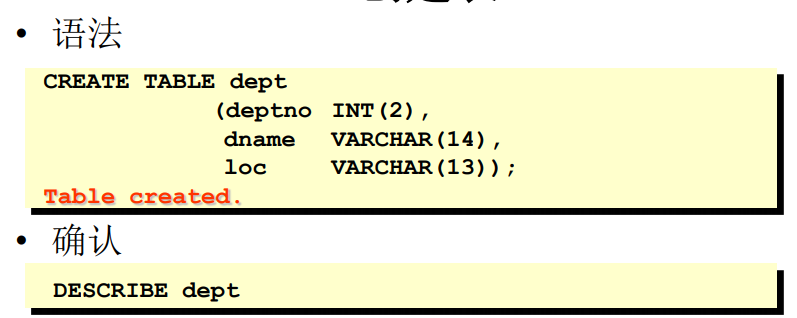 • 语法
CREATE TABLE dept
(deptno INT(2),
dname VARCHAR(14),
loc VARCHAR(13));
Table created.
• 确认
DESCRIBE dept